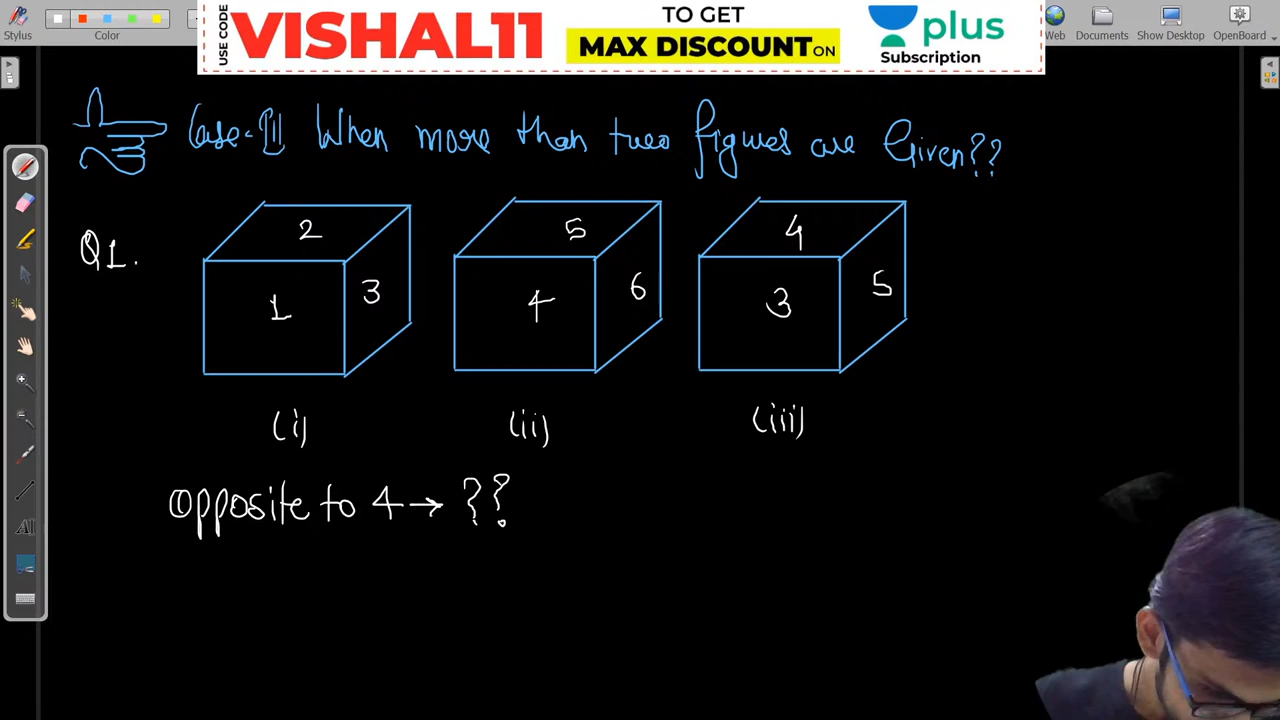 Stylus
Color
USE CODE
VISHAL11
TO GET
MAX DISCOUNT ON
plus
Subscription
Web
Documents
Show Desktop
OpenBoard
Case-III When more than two figures are Given??
Q1.
2
1
3
5
4
6
4
3
5
(i)
(ii)
(iii)
opposite to 4 → ??